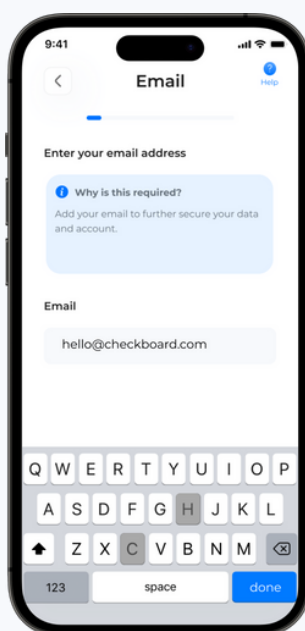 9:41
Email
Help
Enter your email address
Why is this required?
Add your email to further secure your data
and account.
Email
hello@checkboard.com
Q W E R T Y U I O P
A S D F G H J K L
Z X C V B N M
123 space done